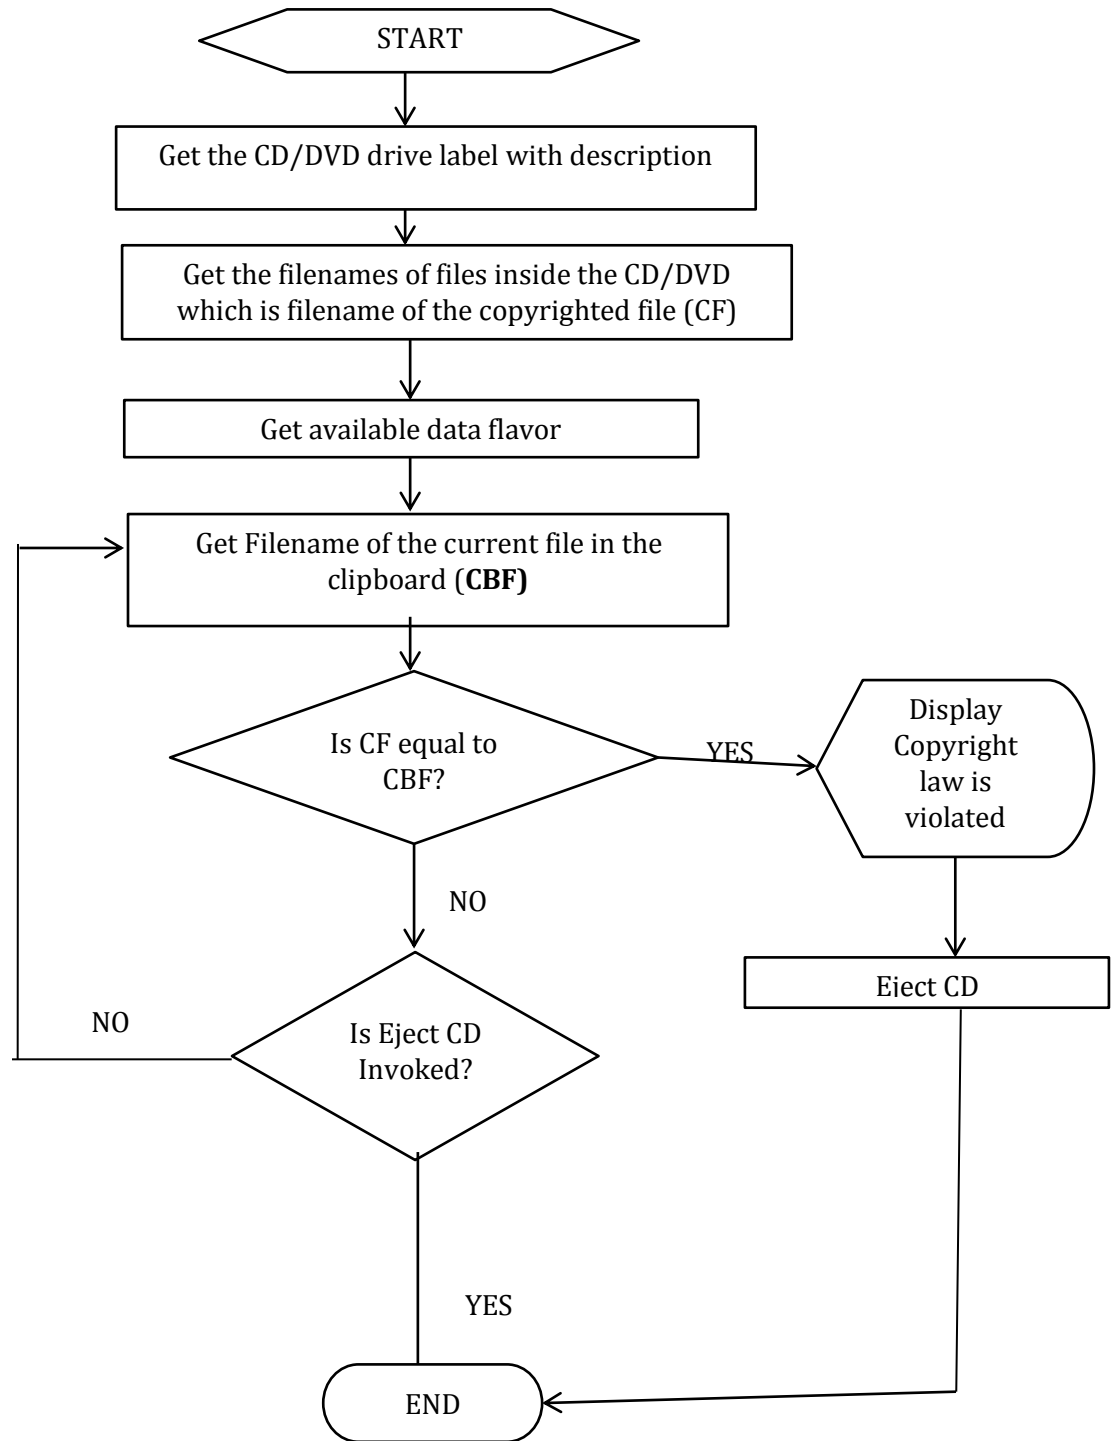 START
Get the CD/DVD drive label with description
Get the filenames of files inside the CD/DVD
which is filename of the copyrighted file (CF)
Get available data flavor
Get Filename of the current file in the
clipboard (CBF)
Is CF equal to
CBF?
YES
Display
Copyright
law is
violated
NO
Eject CD
NO
Is Eject CD
Invoked?
YES
END